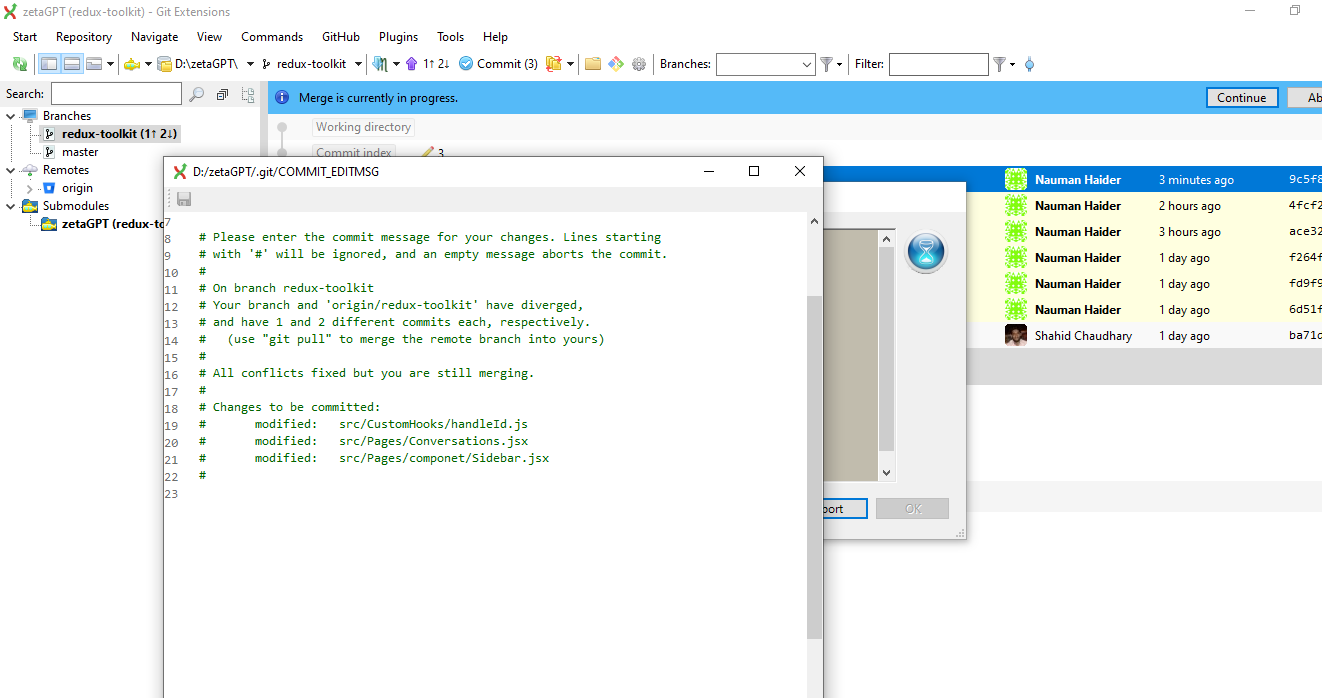 zetaGPT (redux-toolkit) - Git Extensions
Start Repository Navigate View Commands GitHub Plugins Tools Help
D:\zetaGPT\ redux-toolkit 1↑ 2↓ Commit (3) Branches: Filter:
Search:
Merge is currently in progress. Continue Ab
Branches
redux-toolkit (1↑ 2↓)
master
Remotes
origin
Submodules
zetaGPT (redux-to
Working directory
Commit index 3
D:/zetaGPT/.git/COMMIT_EDITMSG
7
8 # Please enter the commit message for your changes. Lines starting
9 # with '#' will be ignored, and an empty message aborts the commit.
10 #
11 # On branch redux-toolkit
12 # Your branch and 'origin/redux-toolkit' have diverged,
13 # and have 1 and 2 different commits each, respectively.
14 #   (use "git pull" to merge the remote branch into yours)
15 #
16 # All conflicts fixed but you are still merging.
17 #
18 # Changes to be committed:
19 #       modified:   src/CustomHooks/handleId.js
20 #       modified:   src/Pages/Conversations.jsx
21 #       modified:   src/Pages/componet/Sidebar.jsx
22 #
23
Nauman Haider 3 minutes ago 9c5f8
Nauman Haider 2 hours ago 4fcf2
Nauman Haider 3 hours ago ace32
Nauman Haider 1 day ago f264f
Nauman Haider 1 day ago fd9f9
Nauman Haider 1 day ago 6d51f
Shahid Chaudhary 1 day ago ba71d
port OK